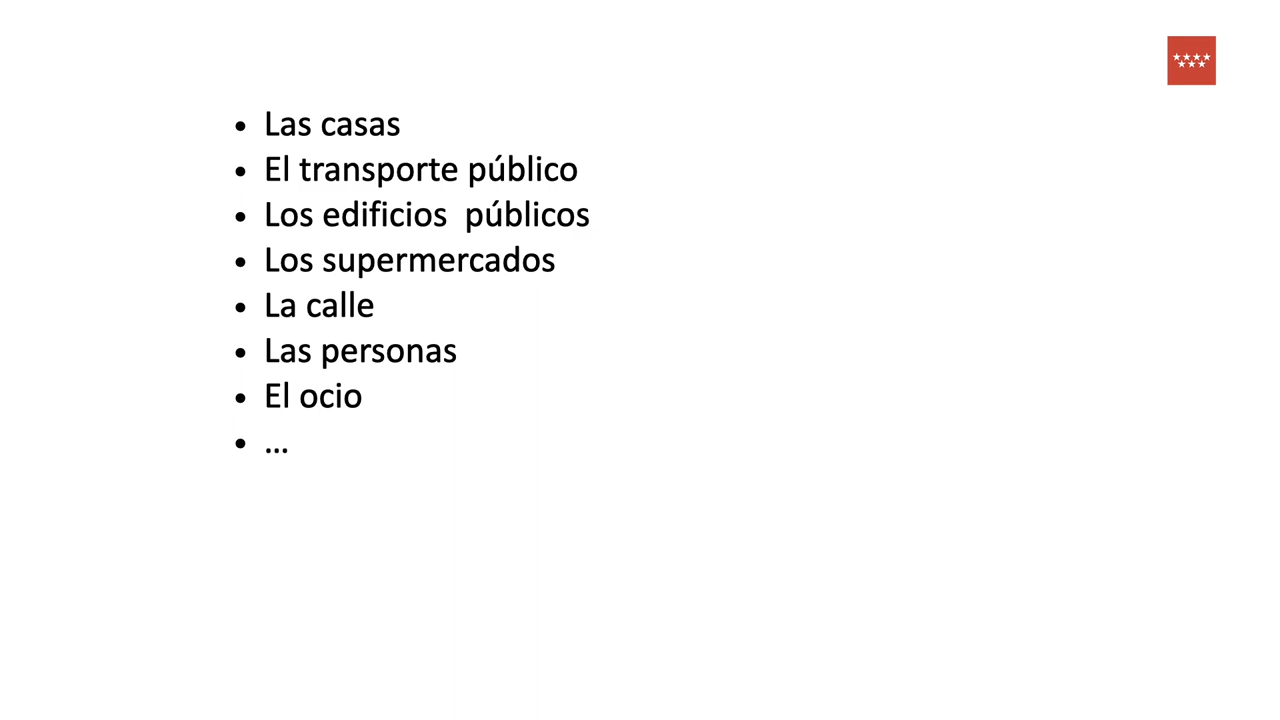 • Las casas
• El transporte público
• Los edificios  públicos
• Los supermercados
• La calle
• Las personas
• El ocio
• …